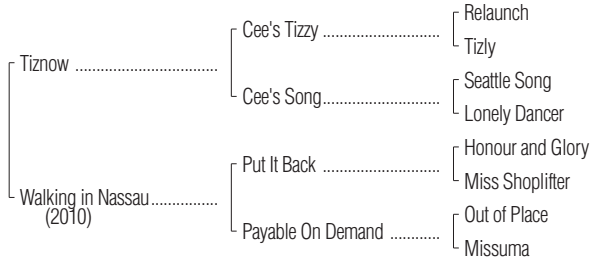 Relaunch
Cee's Tizzy ........................
Tizly
Tiznow .............................
Seattle Song
Cee's Song........................
Lonely Dancer
Honour and Glory
Put It Back ........................
Miss Shoplifter
Walking in Nassau..............
(2010)
Out of Place
Payable On Demand ............
Missuma